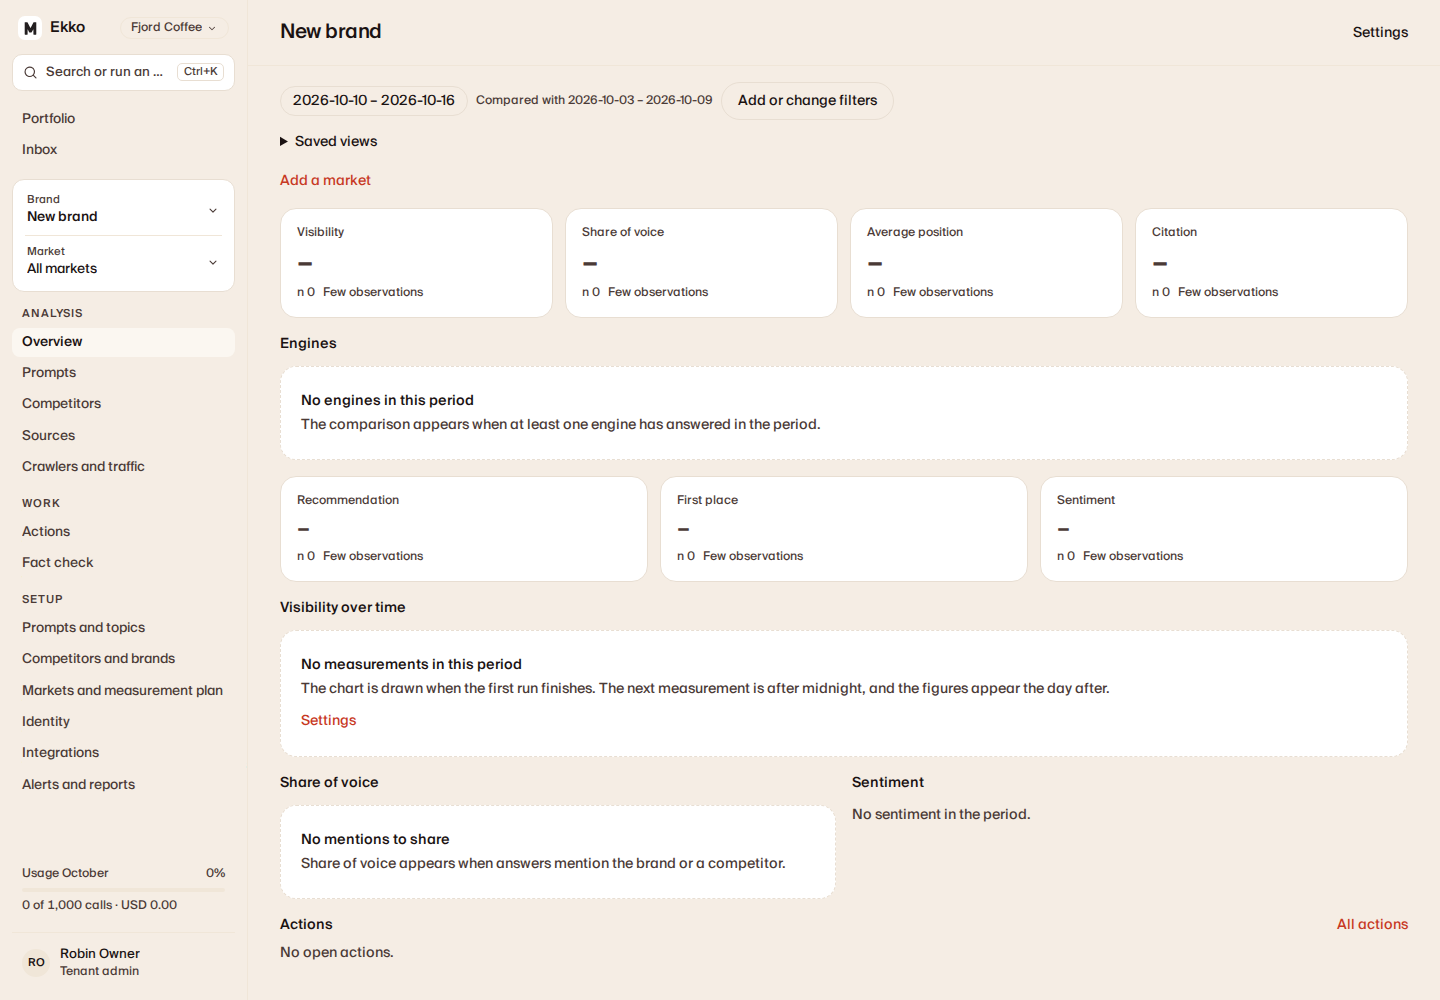 Ekko
Fjord Coffee
Search or run an ...
Ctrl+K
Portfolio
Inbox
Brand
New brand
Market
All markets
ANALYSIS
Overview
Prompts
Competitors
Sources
Crawlers and traffic
WORK
Actions
Fact check
SETUP
Prompts and topics
Competitors and brands
Markets and measurement plan
Identity
Integrations
Alerts and reports
Usage October 0%
0 of 1,000 calls · USD 0.00
RO
Robin Owner
Tenant admin
New brand
Settings
2026-10-10 – 2026-10-16
Compared with 2026-10-03 – 2026-10-09
Add or change filters
Saved views
Add a market
Visibility
–
n 0 Few observations
Share of voice
–
n 0 Few observations
Average position
–
n 0 Few observations
Citation
–
n 0 Few observations
Engines
No engines in this period
The comparison appears when at least one engine has answered in the period.
Recommendation
–
n 0 Few observations
First place
–
n 0 Few observations
Sentiment
–
n 0 Few observations
Visibility over time
No measurements in this period
The chart is drawn when the first run finishes. The next measurement is after midnight, and the figures appear the day after.
Settings
Share of voice
No mentions to share
Share of voice appears when answers mention the brand or a competitor.
Sentiment
No sentiment in the period.
Actions
All actions
No open actions.